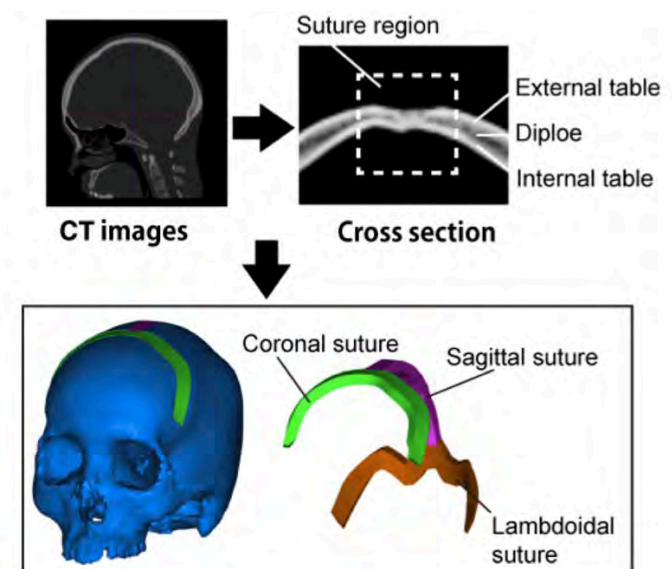 Suture region
External table
Diploe
Internal table
CT images
Cross section
Coronal suture
Sagittal suture
Lambdoidal
suture